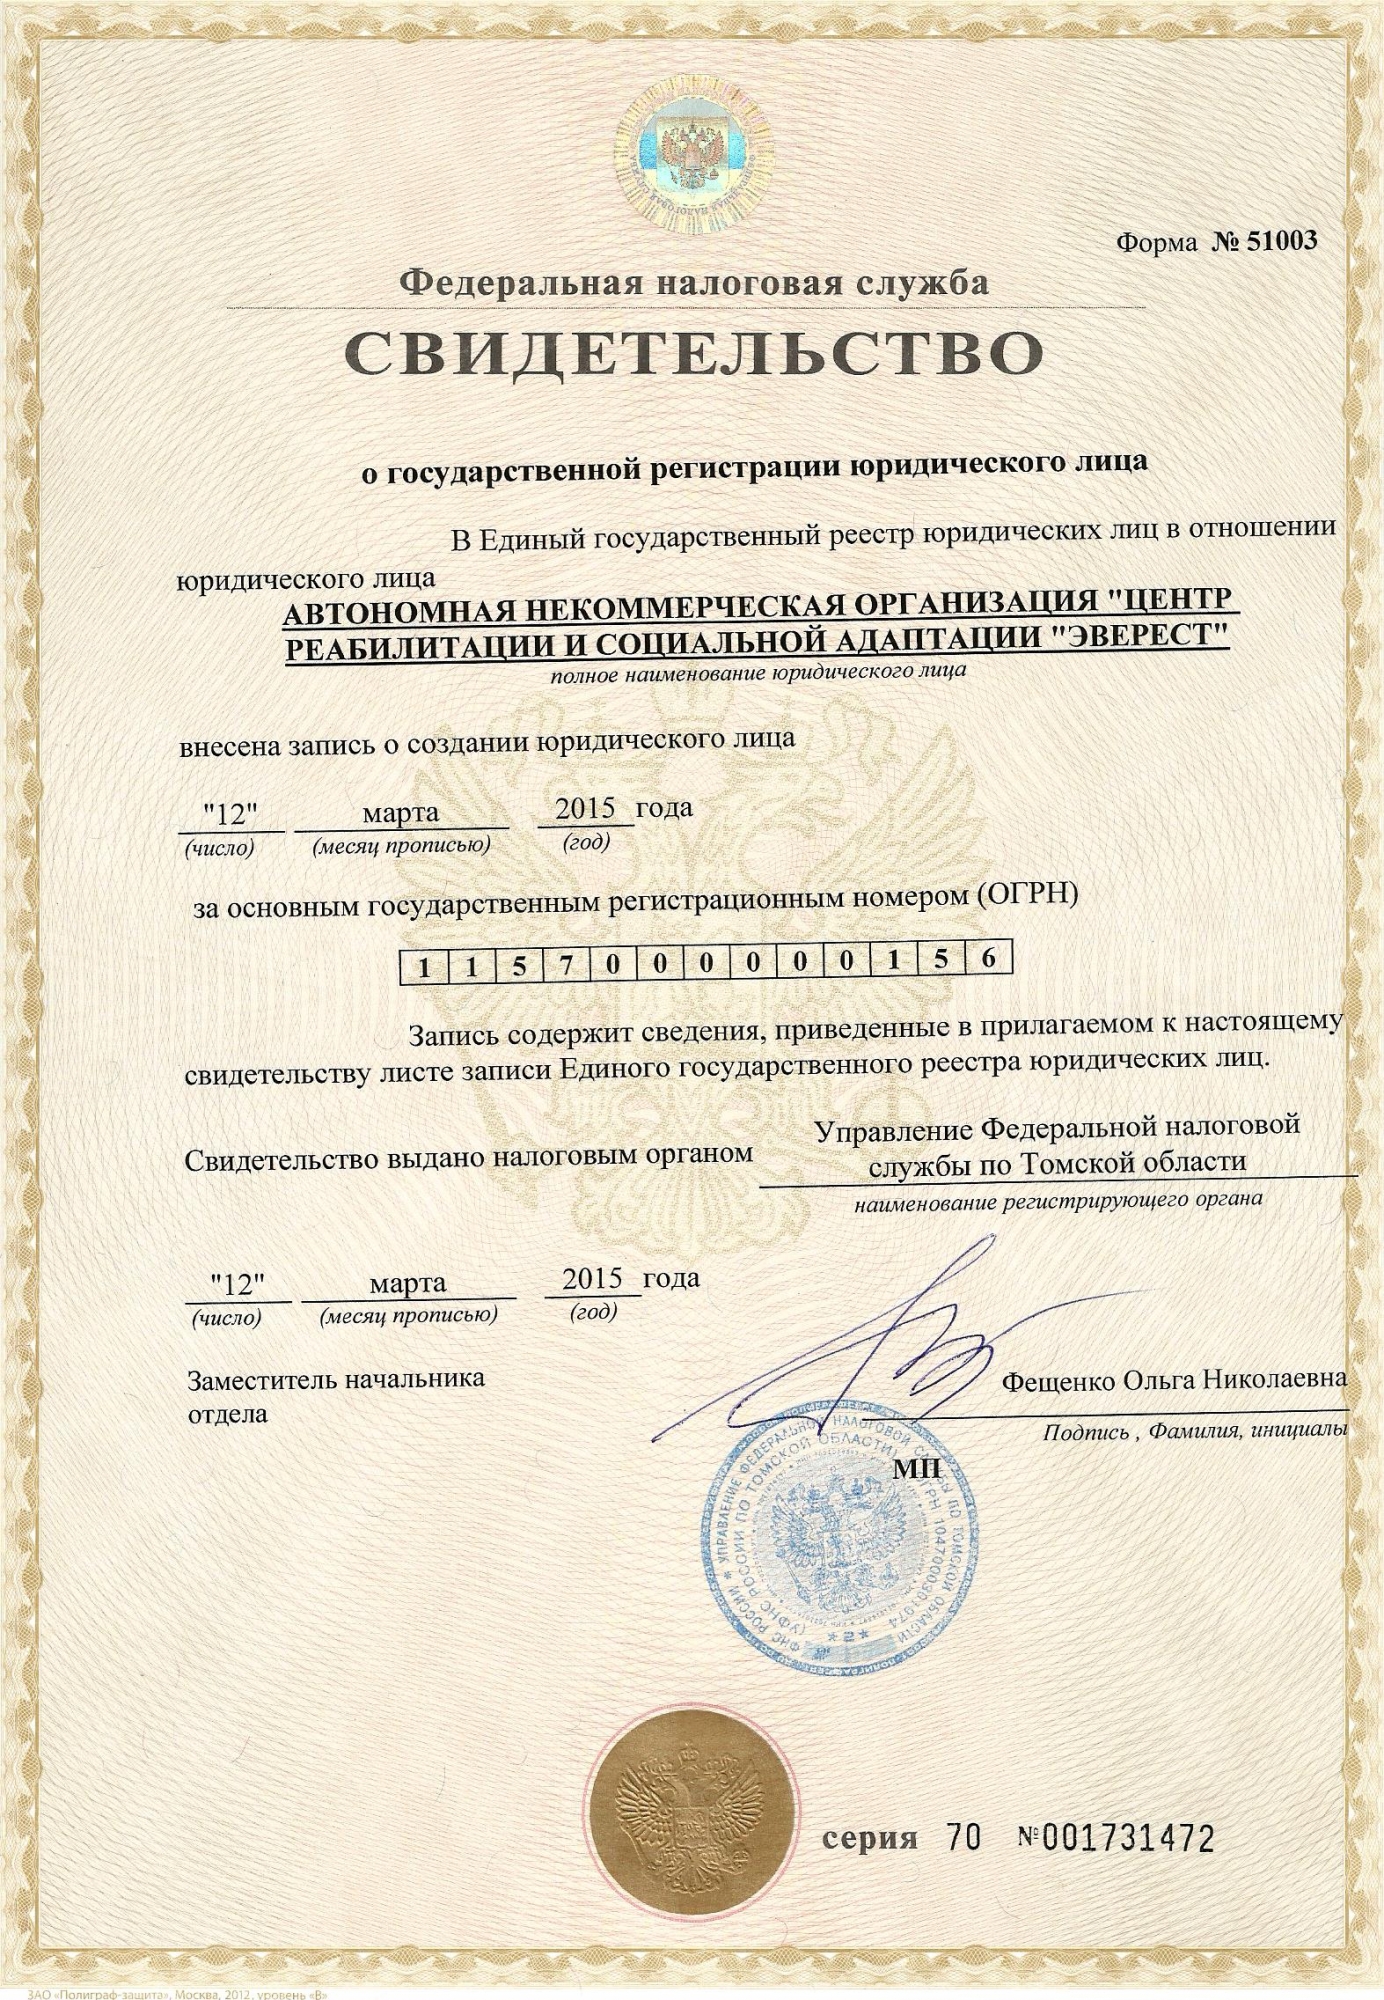 Форма № 51003
Федеральная налоговая служба
СВИДЕТЕЛЬСТВО
о государственной регистрации юридического лица
В Единый государственный реестр юридических лиц в отношении
юридического лица
АВТОНОМНАЯ НЕКОММЕРЧЕСКАЯ ОРГАНИЗАЦИЯ "ЦЕНТР
РЕАБИЛИТАЦИИ И СОЦИАЛЬНОЙ АДАПТАЦИИ "ЭВЕРЕСТ"
полное наименование юридического лица
внесена запись о создании юридического лица
"12" марта 2015 года
(число) (месяц прописью) (год)
за основным государственным регистрационным номером (ОГРН)
1 1 5 7 0 0 0 0 0 0 1 5 6
Запись содержит сведения, приведенные в прилагаемом к настоящему
свидетельству листе записи Единого государственного реестра юридических лиц.
Свидетельство выдано налоговым органом
Управление Федеральной налоговой
службы по Томской области
наименование регистрирующего органа
"12" марта 2015 года
(число) (месяц прописью) (год)
Заместитель начальника
отдела
Фещенко Ольга Николаевна
Подпись , Фамилия, инициалы
МП
ФНС РОССИИ * УПРАВЛЕНИЕ ФЕДЕРАЛЬНОЙ НАЛОГОВОЙ СЛУЖБЫ ПО ТОМСКОЙ ОБЛАСТИ
(УФНС РОССИИ ПО ТОМСКОЙ ОБЛАСТИ) ОГРН 1047000301974
*2*
серия 70 №001731472
ЗАО «Полиграф-защита», Москва, 2012, уровень «В»